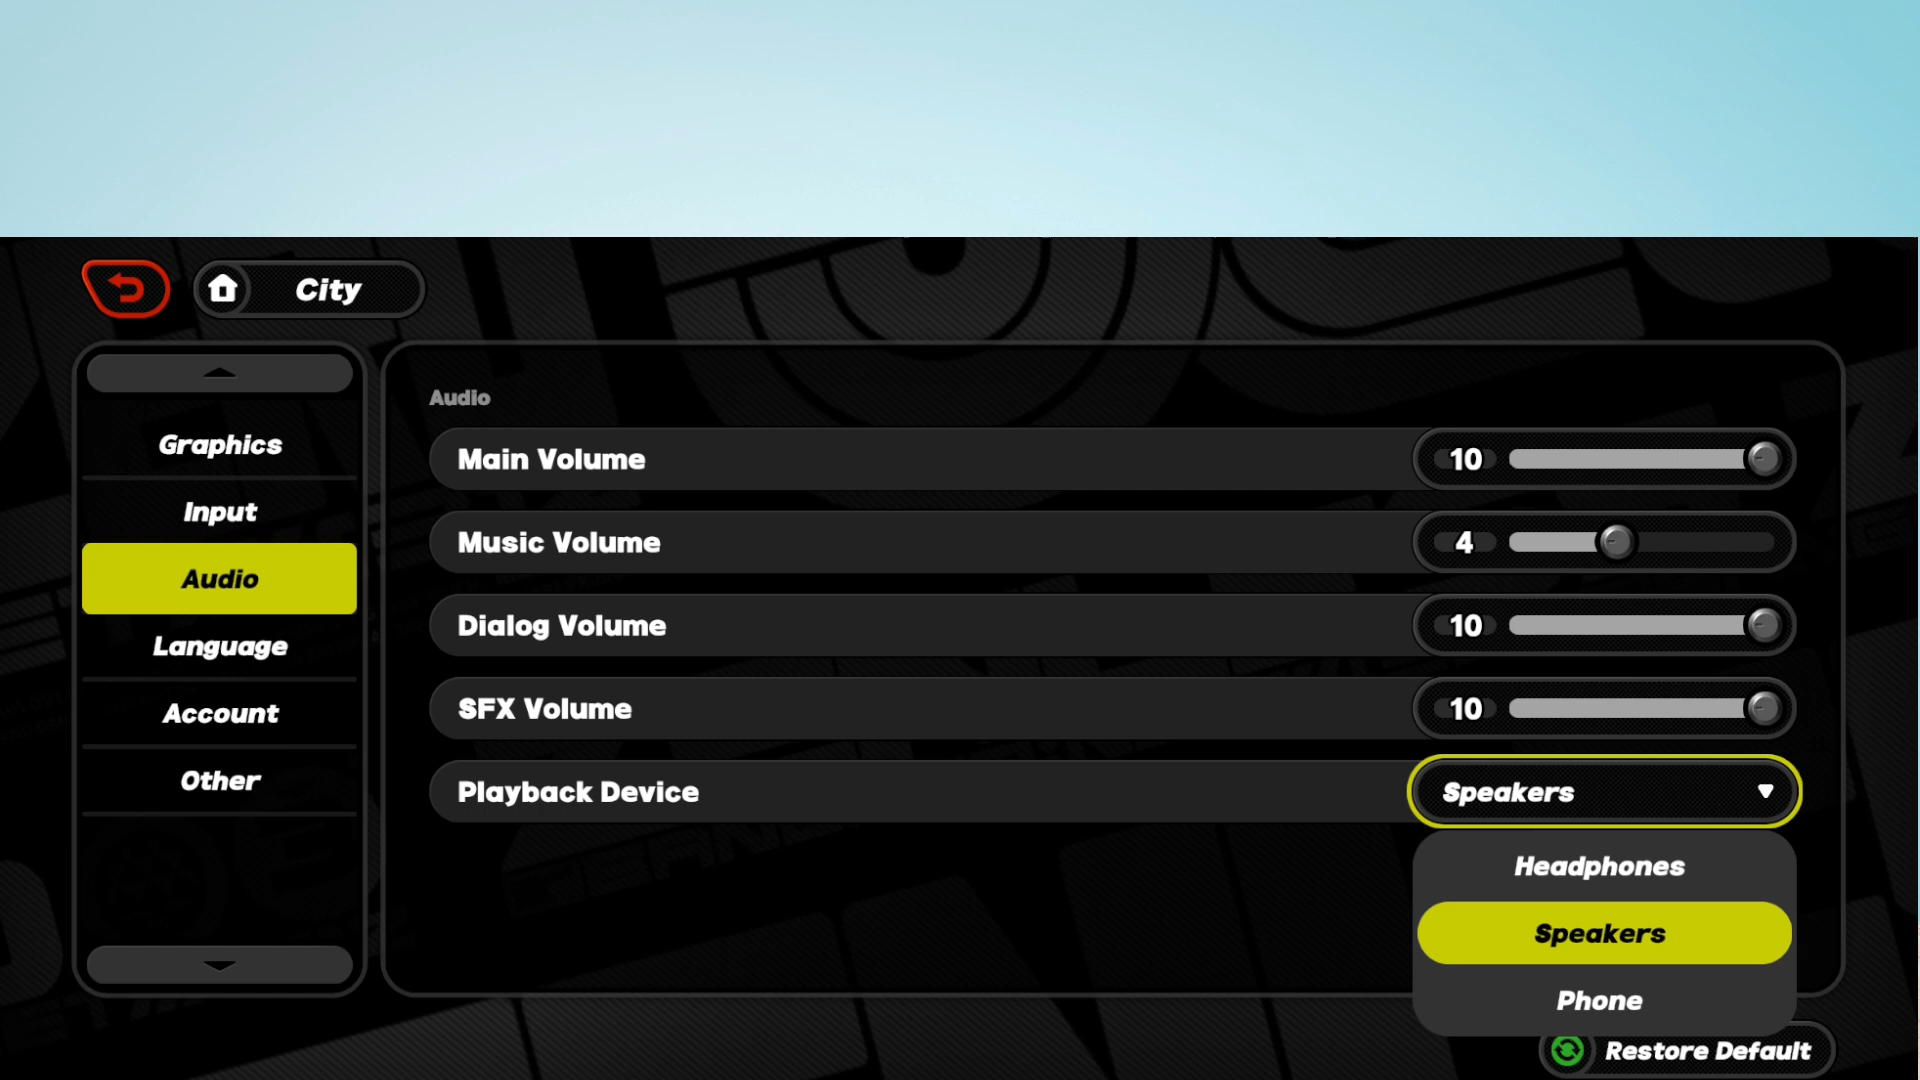 City
Graphics
Input
Audio
Language
Account
Other
Audio
Main Volume 10
Music Volume 4
Dialog Volume 10
SFX Volume 10
Playback Device Speakers
Headphones
Speakers
Phone
Restore Default